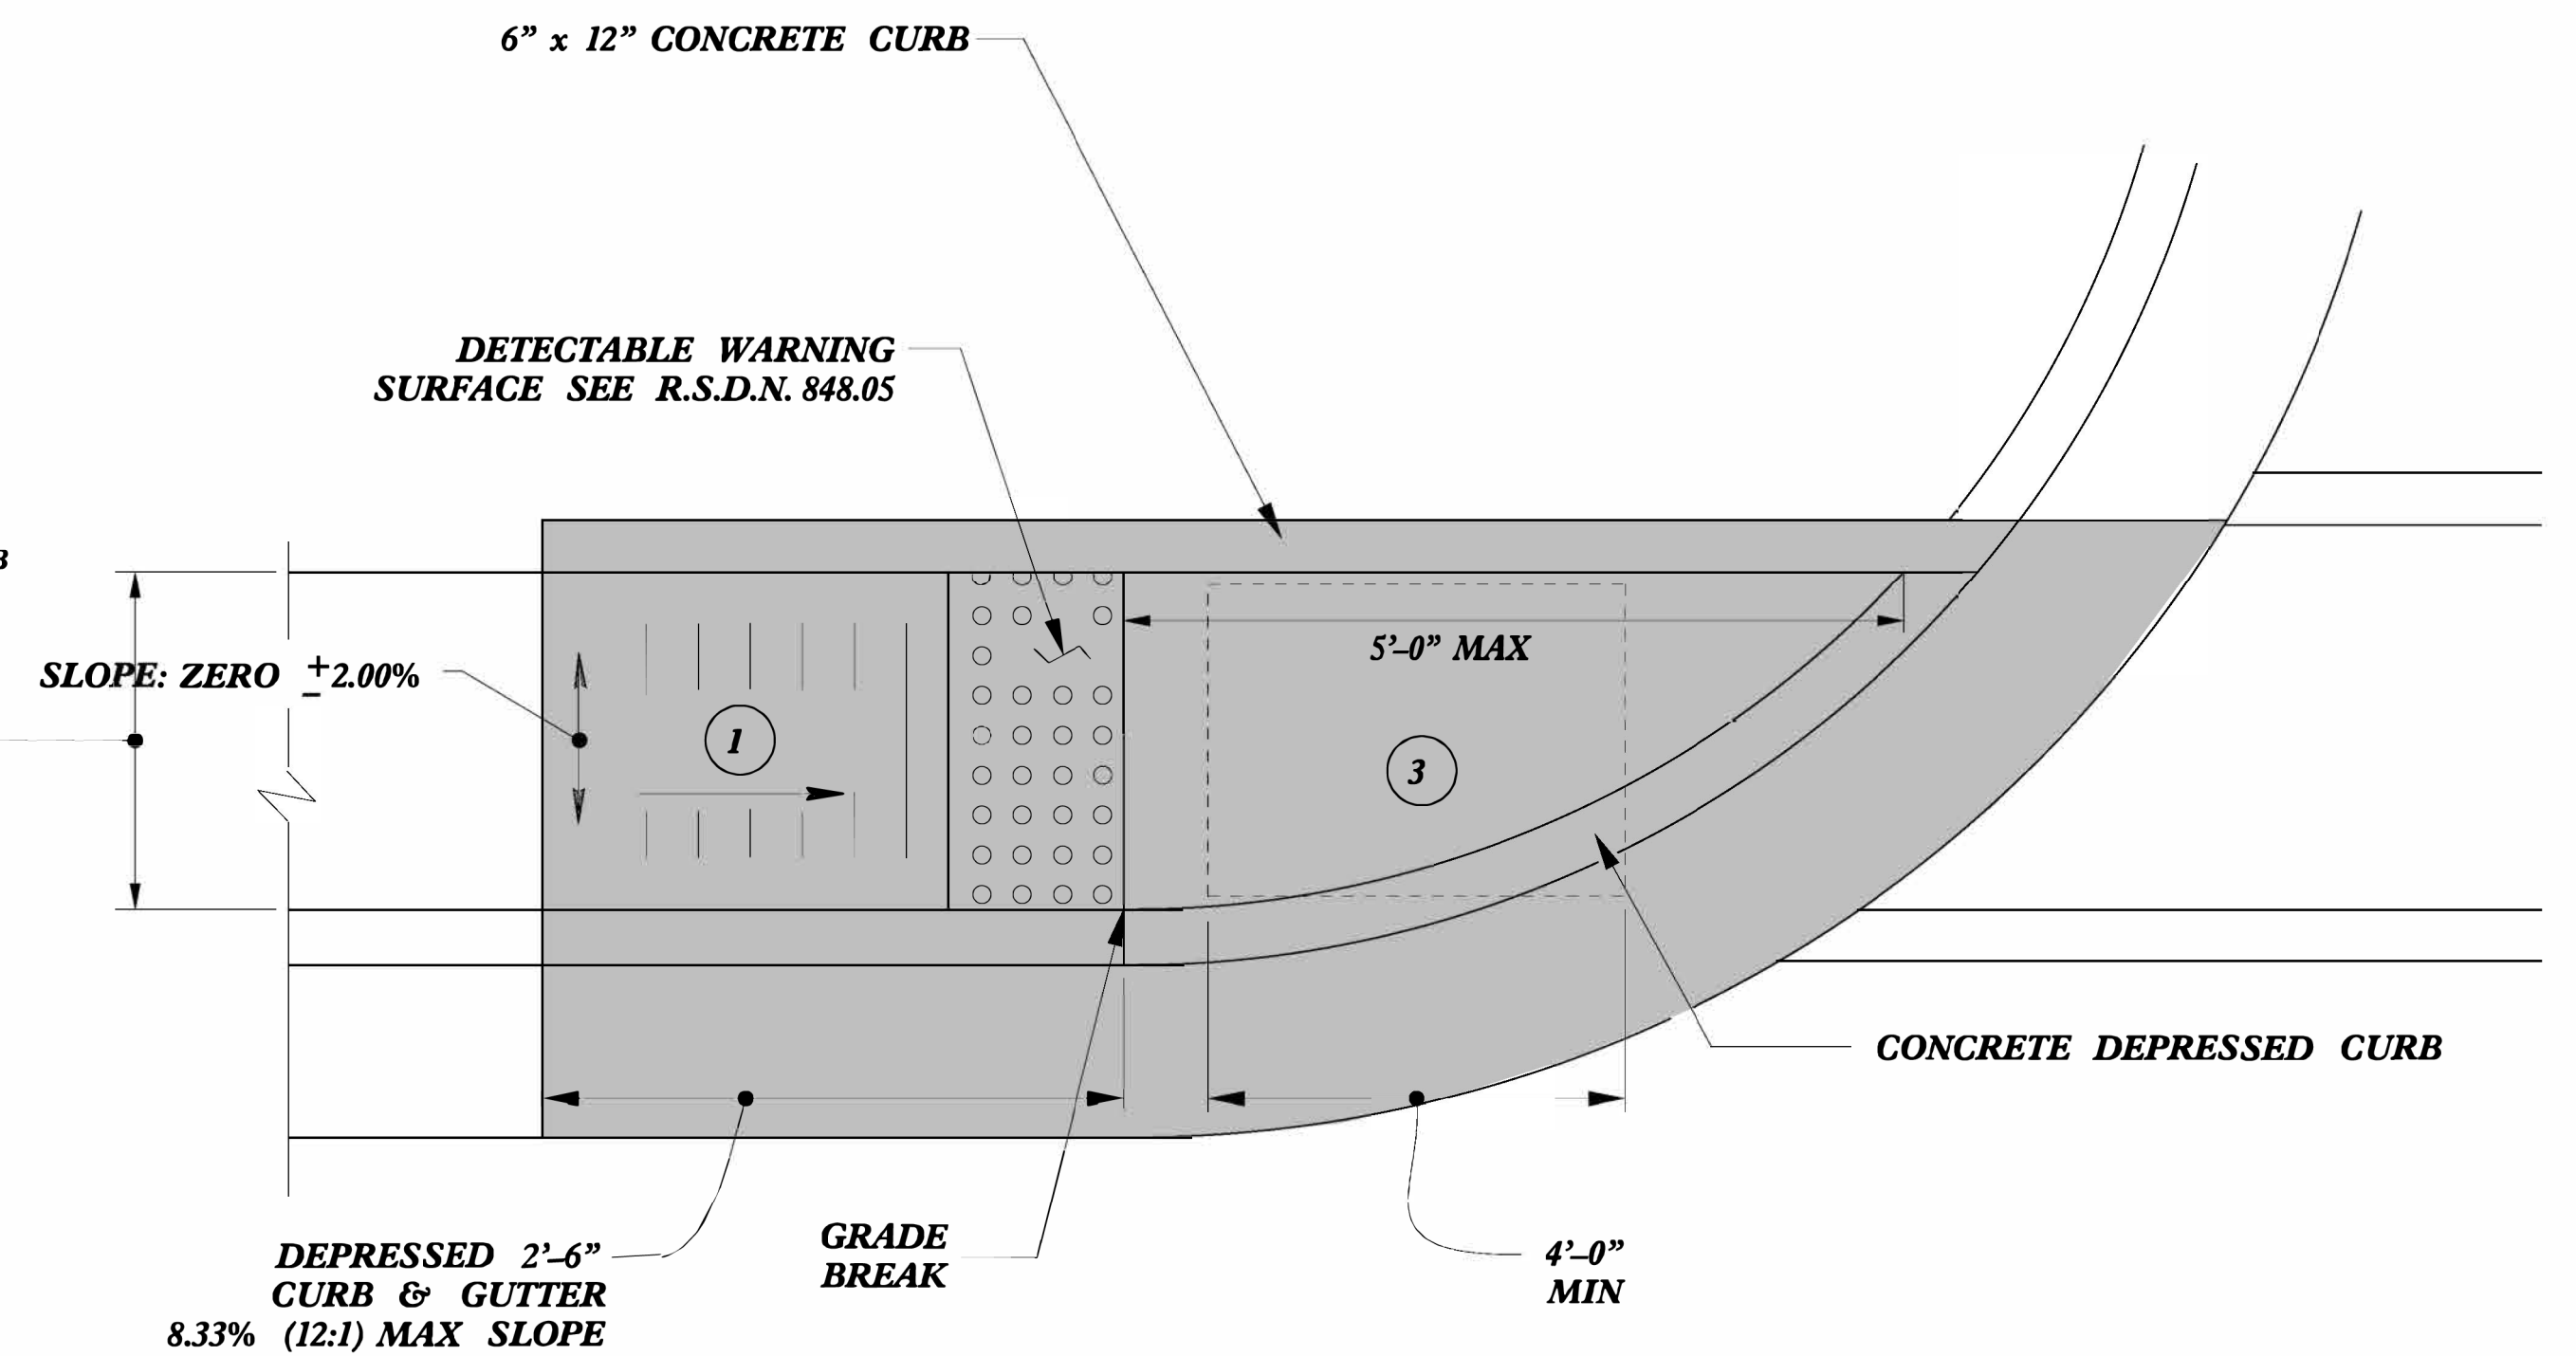 6” x 12” CONCRETE CURB
DETECTABLE WARNING
SURFACE SEE R.S.D.N. 848.05
B
SLOPE: ZERO ±2.00%
5’–0” MAX
1
3
CONCRETE DEPRESSED CURB
DEPRESSED 2’–6”
CURB & GUTTER
8.33% (12:1) MAX SLOPE
GRADE
BREAK
4’–0”
MIN